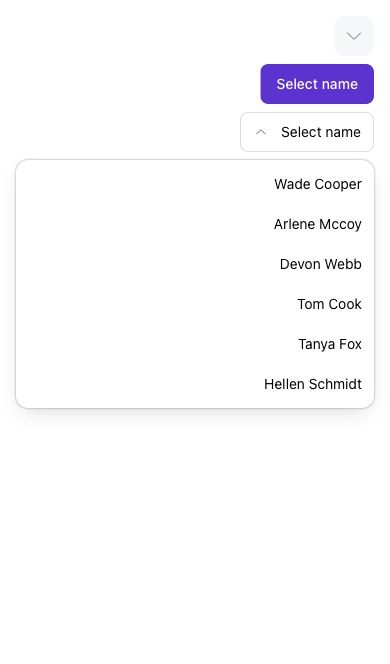 Select name
Select name
Wade Cooper
Arlene Mccoy
Devon Webb
Tom Cook
Tanya Fox
Hellen Schmidt